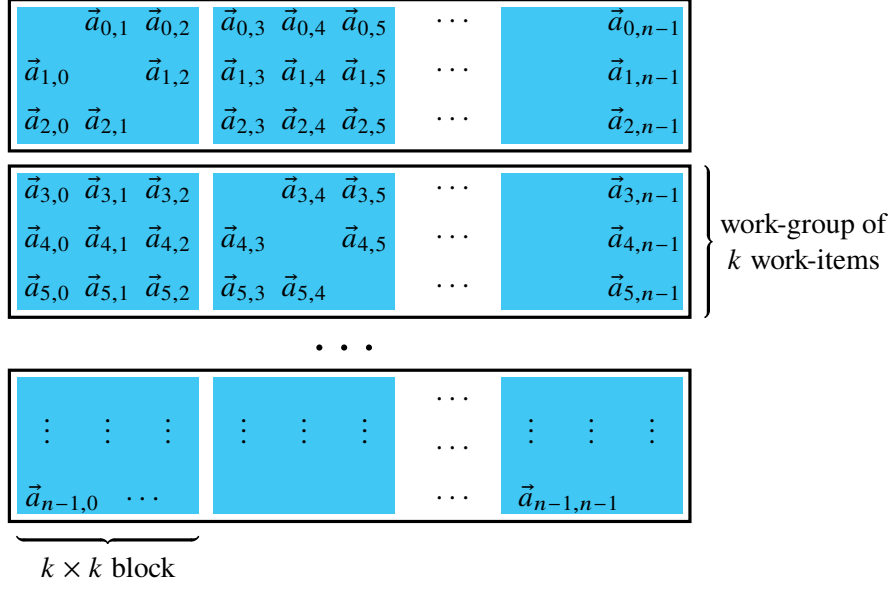 a⃗0,1 a⃗0,2 a⃗0,3 a⃗0,4 a⃗0,5 ··· a⃗0,n−1
a⃗1,0 a⃗1,2 a⃗1,3 a⃗1,4 a⃗1,5 ··· a⃗1,n−1
a⃗2,0 a⃗2,1 a⃗2,3 a⃗2,4 a⃗2,5 ··· a⃗2,n−1
a⃗3,0 a⃗3,1 a⃗3,2 a⃗3,4 a⃗3,5 ··· a⃗3,n−1
a⃗4,0 a⃗4,1 a⃗4,2 a⃗4,3 a⃗4,5 ··· a⃗4,n−1
a⃗5,0 a⃗5,1 a⃗5,2 a⃗5,3 a⃗5,4 ··· a⃗5,n−1
work-group of
k work-items
···
···
⋮ ⋮ ⋮ ⋮ ⋮ ⋮ ··· ⋮ ⋮ ⋮
a⃗n−1,0 ··· ··· a⃗n−1,n−1
k × k block